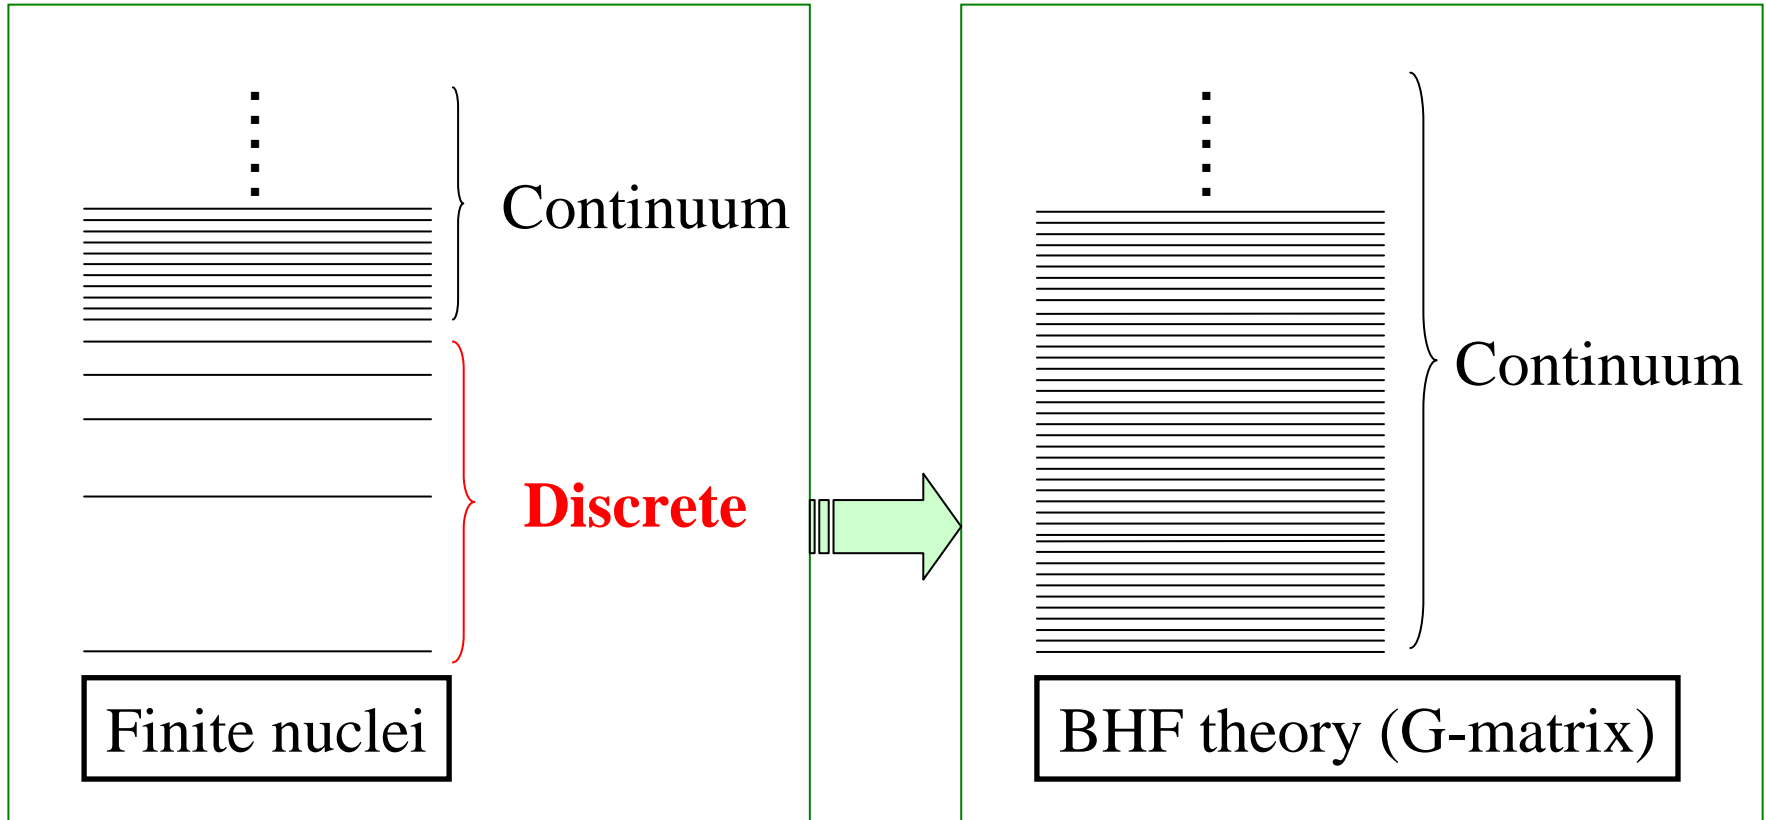 Continuum
Discrete
Finite nuclei
Continuum
BHF theory (G-matrix)